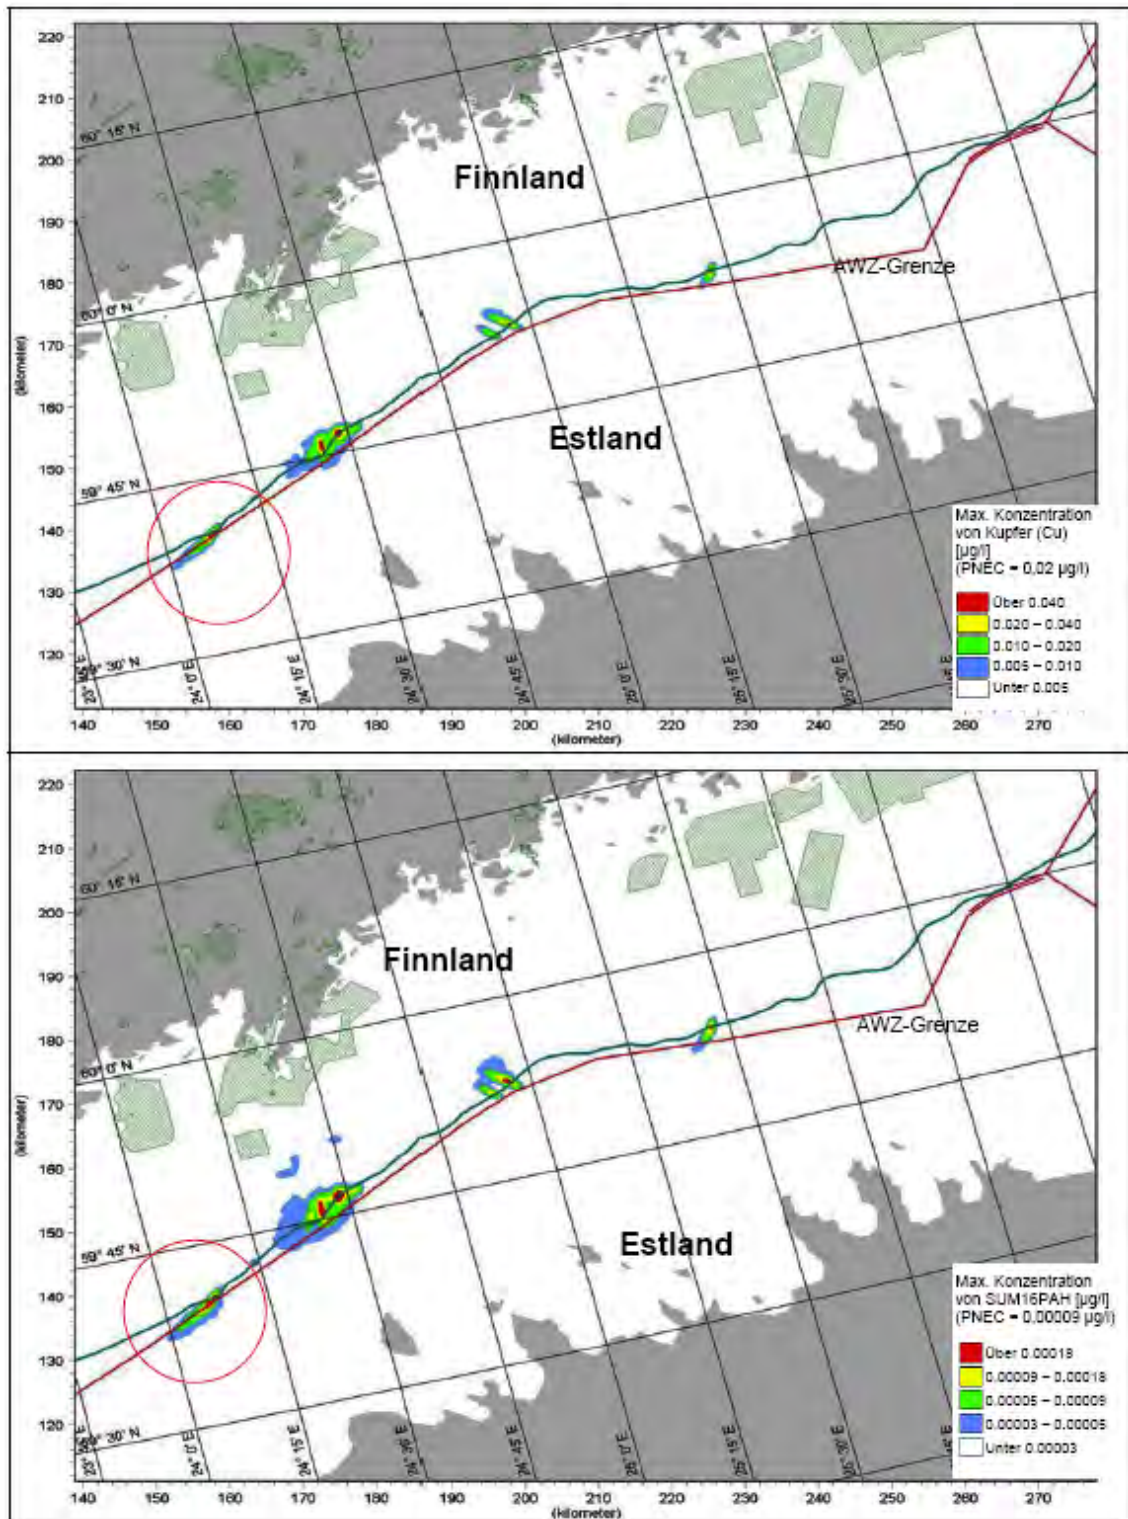 220
210
200
190
180
170
160
150
140
130
120
(kilometer)
60° 15' N
60° 0' N
59° 45' N
59° 30' N
Finnland
AWZ-Grenze
Estland
23° 45' E
24° 0' E
24° 15' E
24° 30' E
24° 45' E
25° 0' E
25° 15' E
25° 30' E
Max. Konzentration
von Kupfer (Cu)
[µg/l]
(PNEC = 0,02 µg/l)
Über 0.040
0.020 – 0.040
0.010 – 0.020
0.005 – 0.010
Unter 0.005
140 150 160 170 180 190 200 210 220 230 240 250 260 270
(kilometer)
220
210
200
190
180
170
160
150
140
130
120
(kilometer)
60° 15' N
60° 0' N
59° 45' N
59° 30' N
Finnland
AWZ-Grenze
Estland
23° 45' E
24° 0' E
24° 15' E
24° 30' E
24° 45' E
25° 0' E
25° 15' E
25° 30' E
Max. Konzentration
von SUM16PAH [µg/l]
(PNEC = 0,00009 µg/l)
Über 0.00018
0.00009 – 0.00018
0.00005 – 0.00009
0.00003 – 0.00005
Unter 0.00003
140 150 160 170 180 190 200 210 220 230 240 250 260 270
(kilometer)